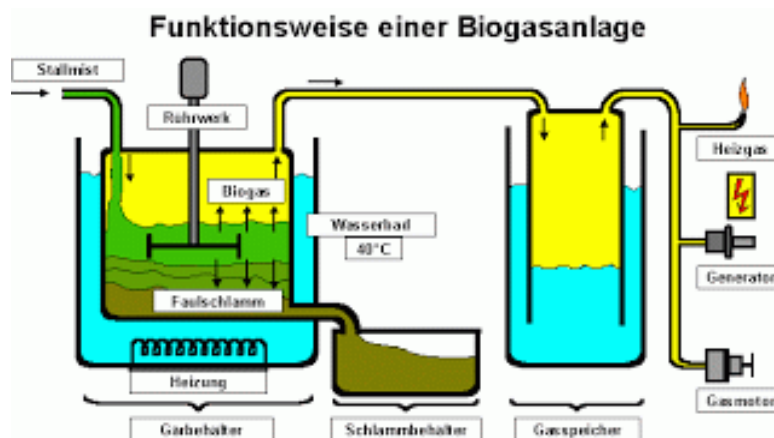 Funktionsweise einer Biogasanlage
Stallmist
Rührwerk
Biogas
Wasserbad
40°C
Faulschlamm
Heizung
Heizgas
Generator
Gasmotor
Gärbehälter
Schlammbehälter
Gasspeicher